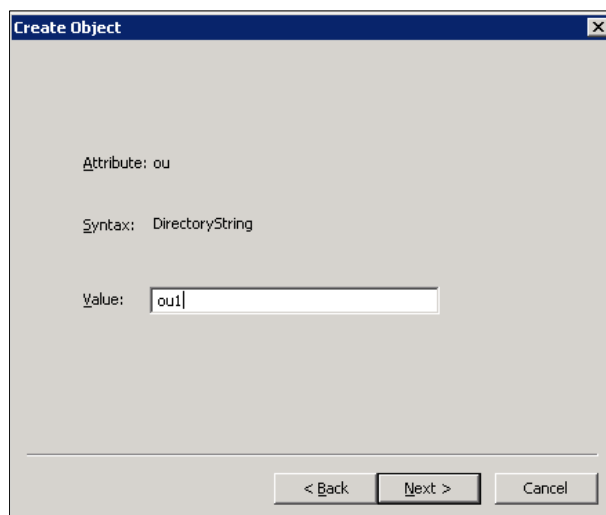 Create Object
Attribute: ou
Syntax: DirectoryString
Value: ou1
< Back Next > Cancel